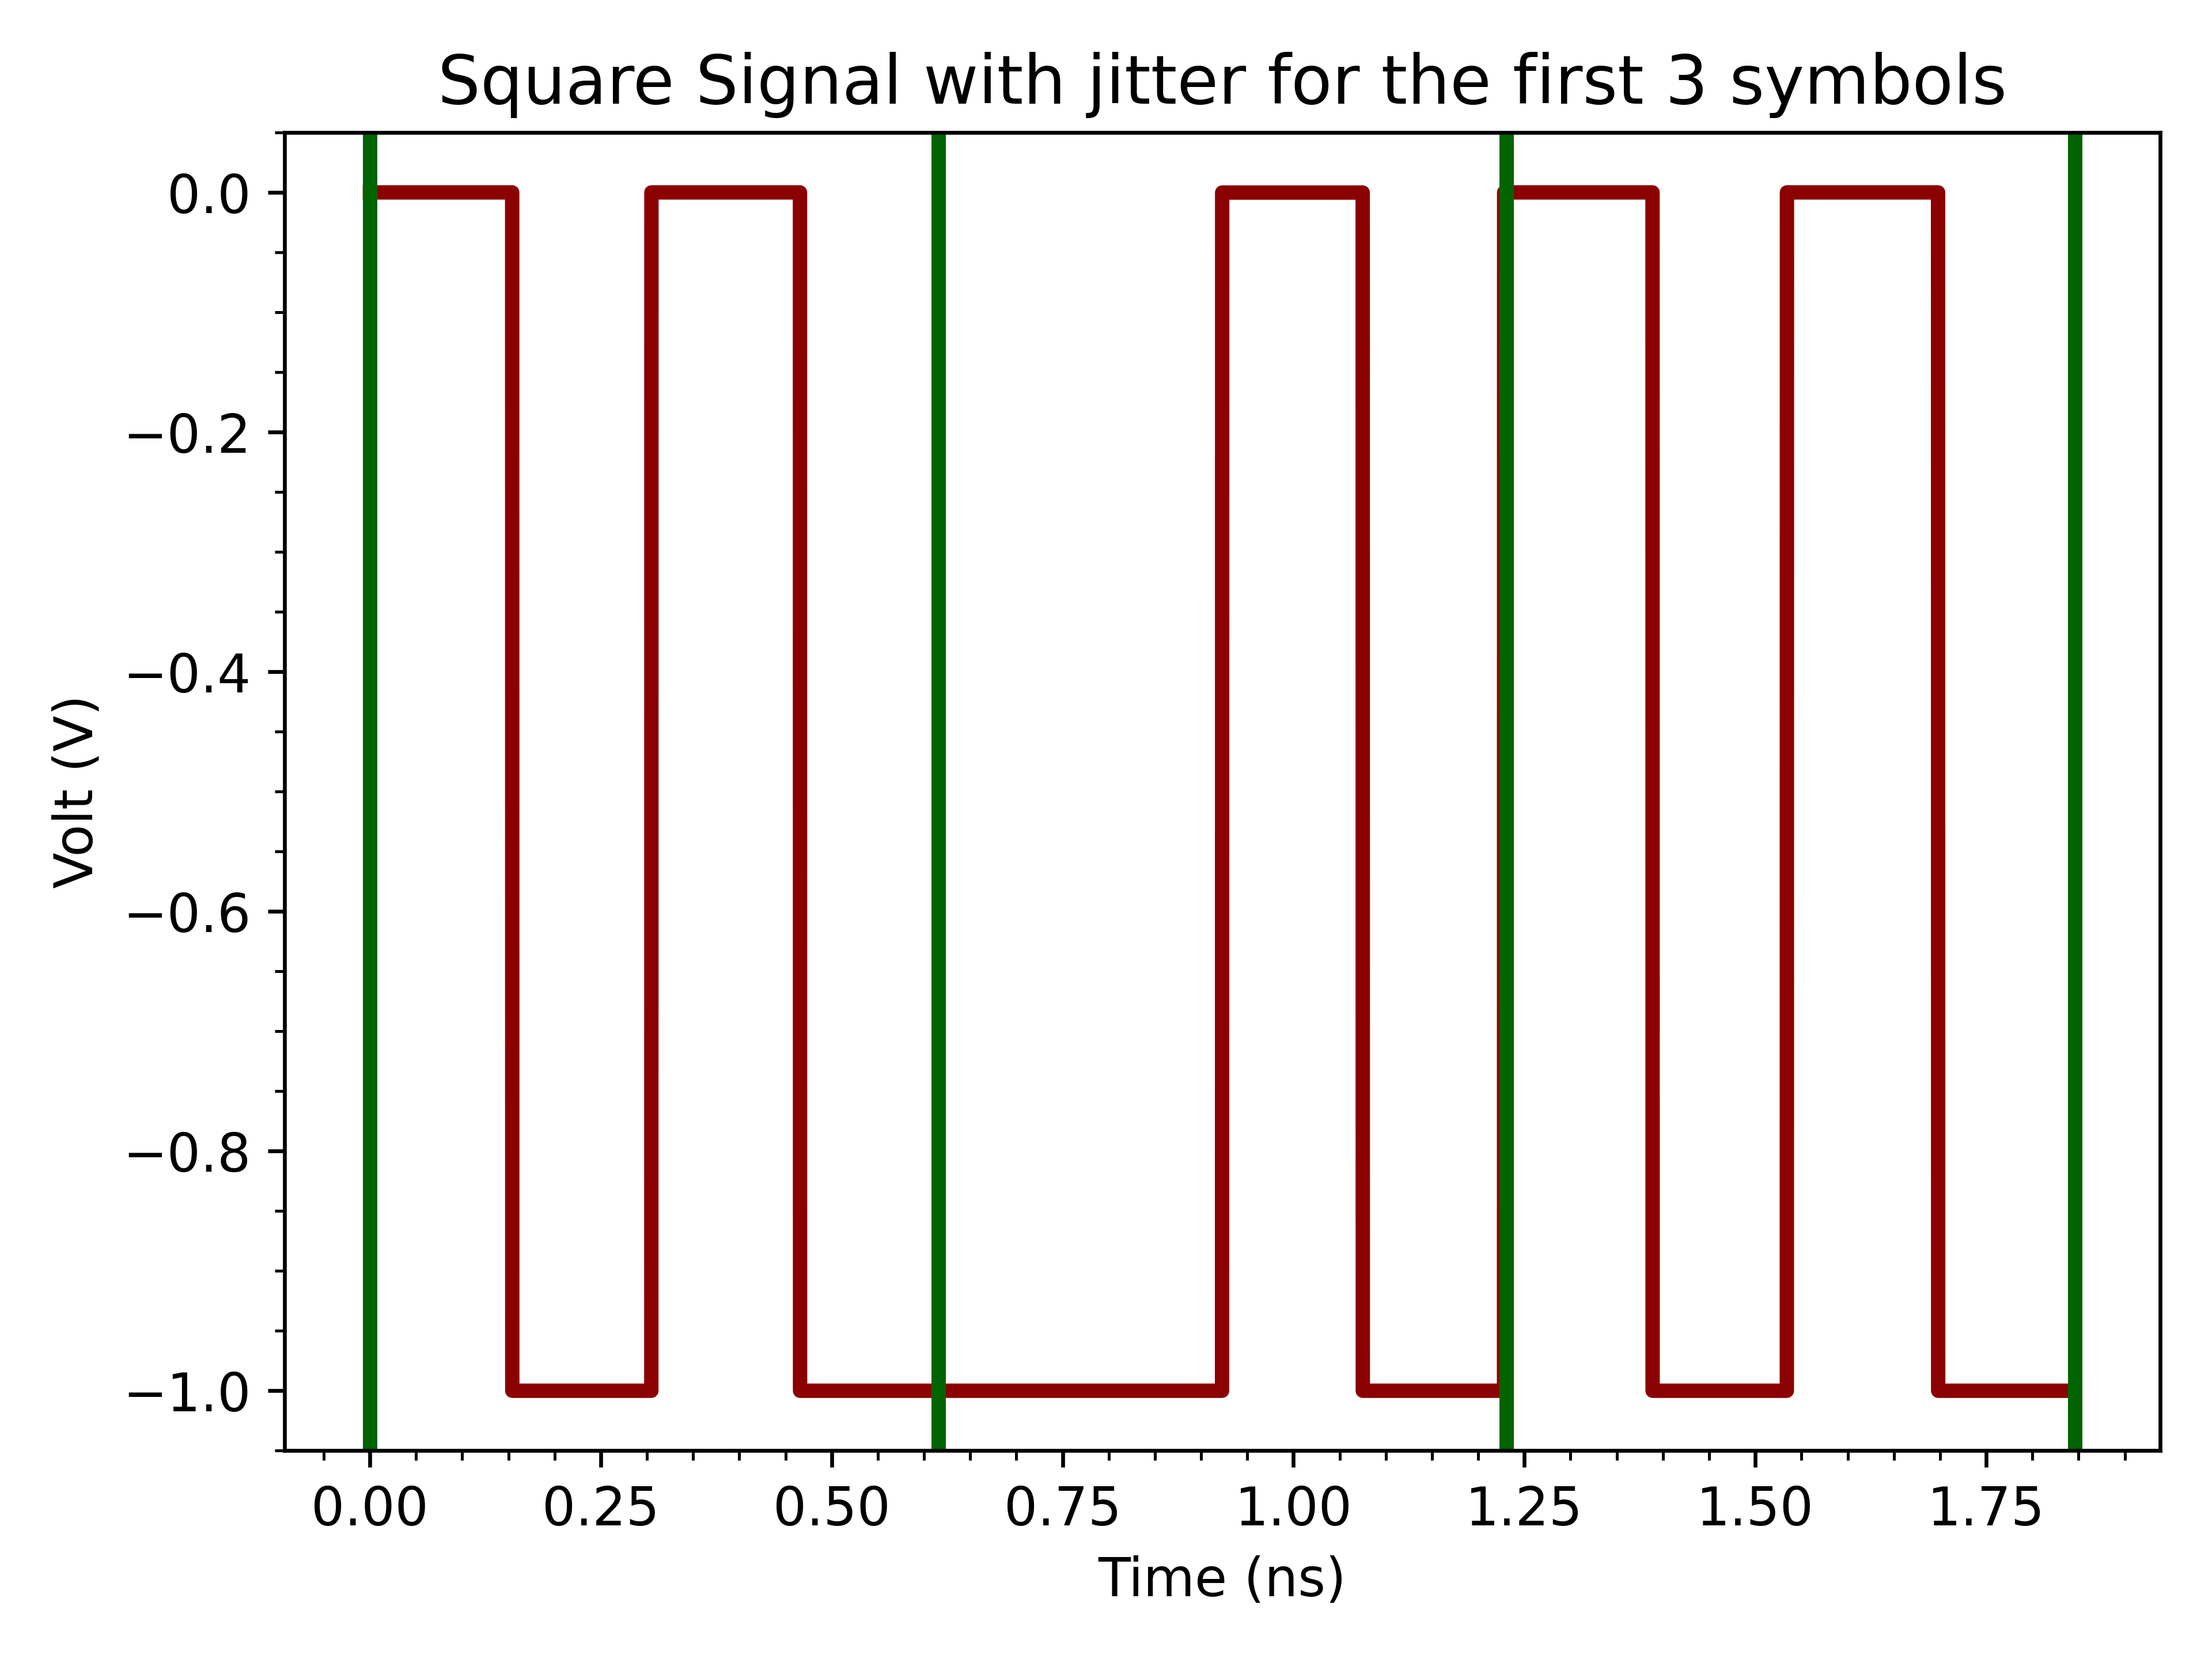 Square Signal with jitter for the first 3 symbols
0.0
−0.2
−0.4
−0.6
−0.8
−1.0
Volt (V)
0.00 0.25 0.50 0.75 1.00 1.25 1.50 1.75
Time (ns)